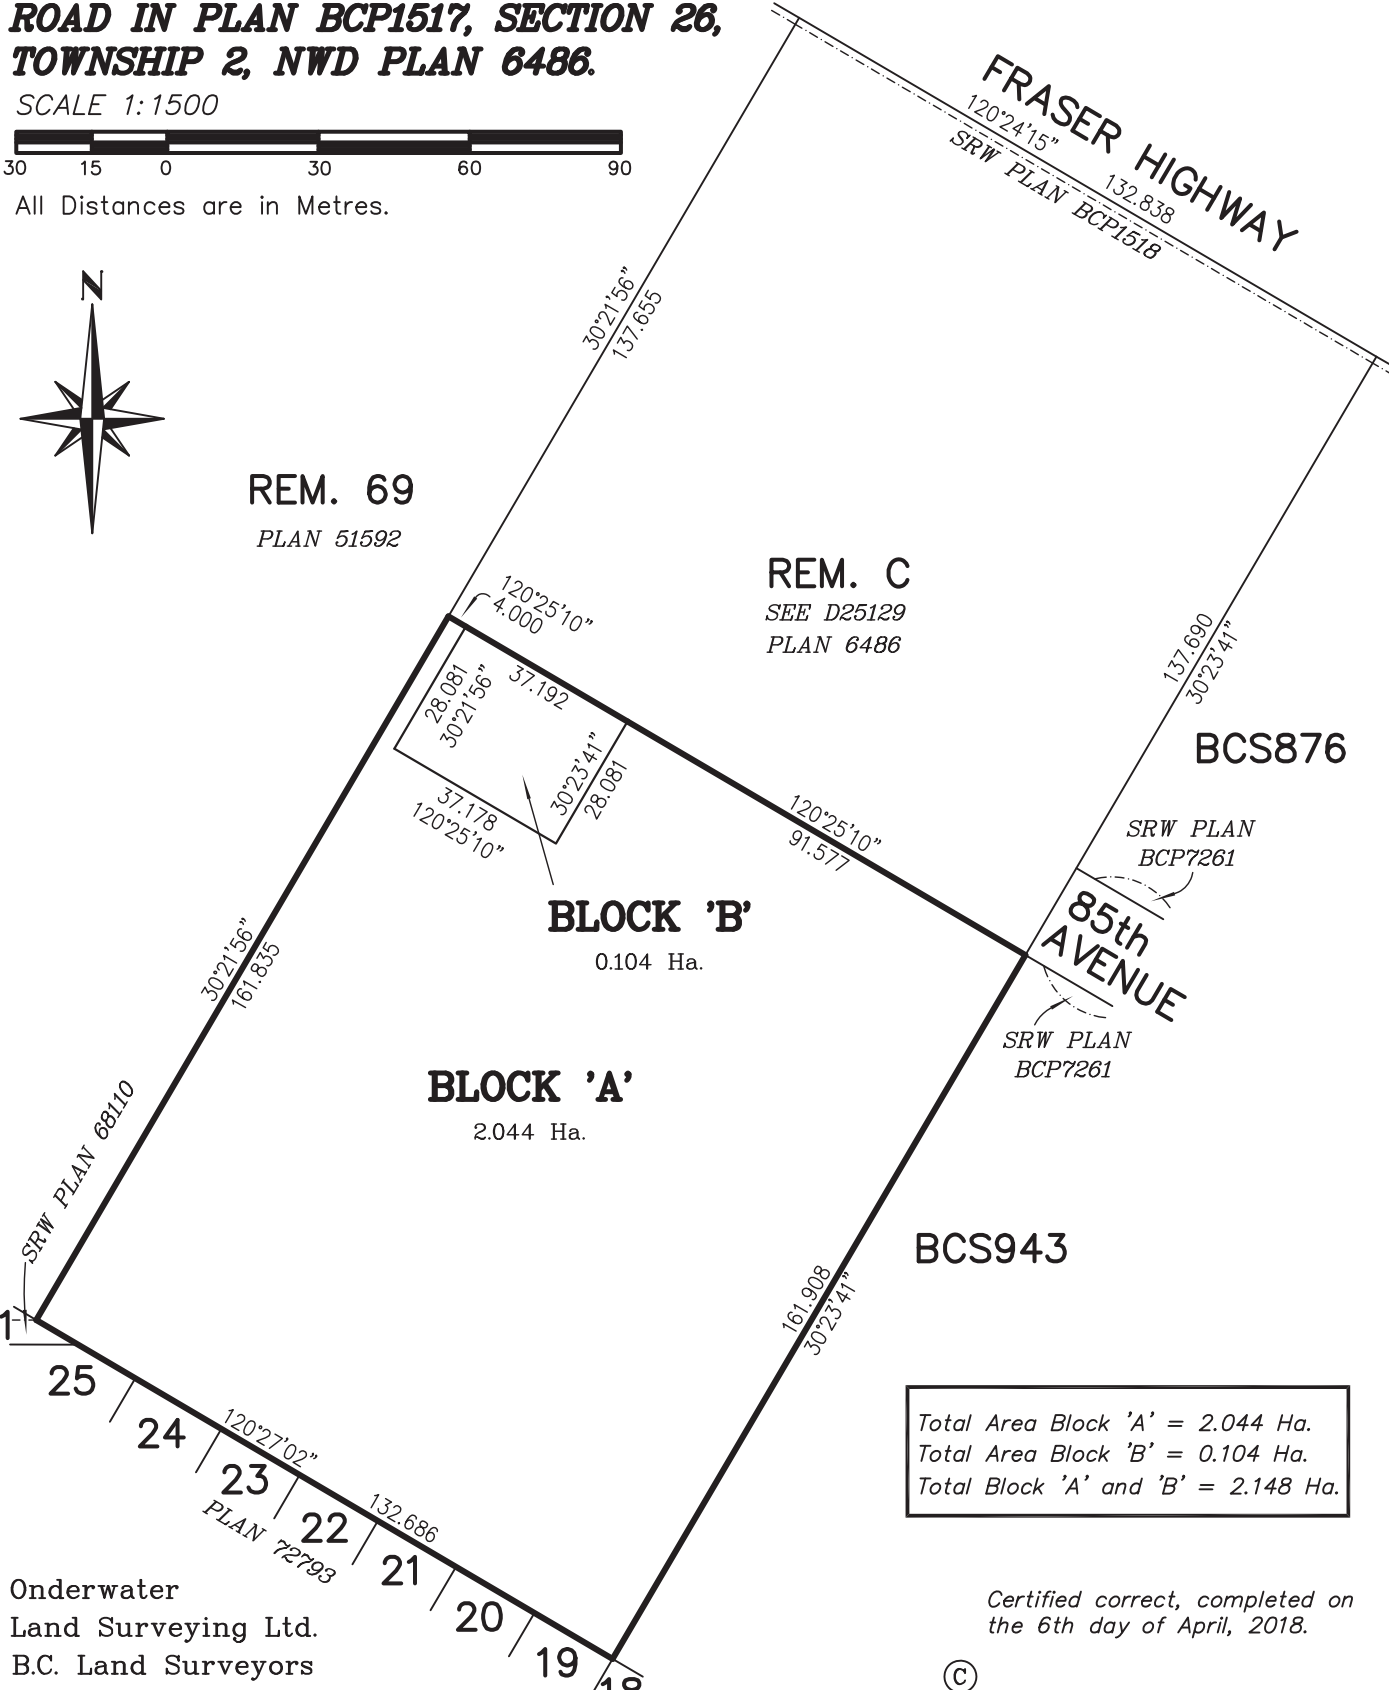 ROAD IN PLAN BCP1517, SECTION 26,
TOWNSHIP 2, NWD PLAN 6486.
SCALE 1:1500
30 15 0 30 60 90
All Distances are in Metres.
N
FRASER HIGHWAY
120°24'15"
132.838
SRW PLAN BCP1518
30°21'56"
137.655
REM. 69
PLAN 51592
REM. C
SEE D25129
PLAN 6486
120°25'10"
4.000
37.192
28.081
30°21'56"
30°23'41"
28.081
37.178
120°25'10"
137.690
30°23'41"
BCS876
120°25'10"
91.577
SRW PLAN
BCP7261
85th
AVENUE
SRW PLAN
BCP7261
BLOCK 'B'
0.104 Ha.
30°21'56"
161.835
BLOCK 'A'
2.044 Ha.
SRW PLAN 68110
BCS943
161.908
30°23'41"
1
25
24
23
22
21
20
19
18
120°27'02"
132.686
PLAN 72793
Total Area Block 'A' = 2.044 Ha.
Total Area Block 'B' = 0.104 Ha.
Total Block 'A' and 'B' = 2.148 Ha.
Onderwater
Land Surveying Ltd.
B.C. Land Surveyors
Certified correct, completed on
the 6th day of April, 2018.
©